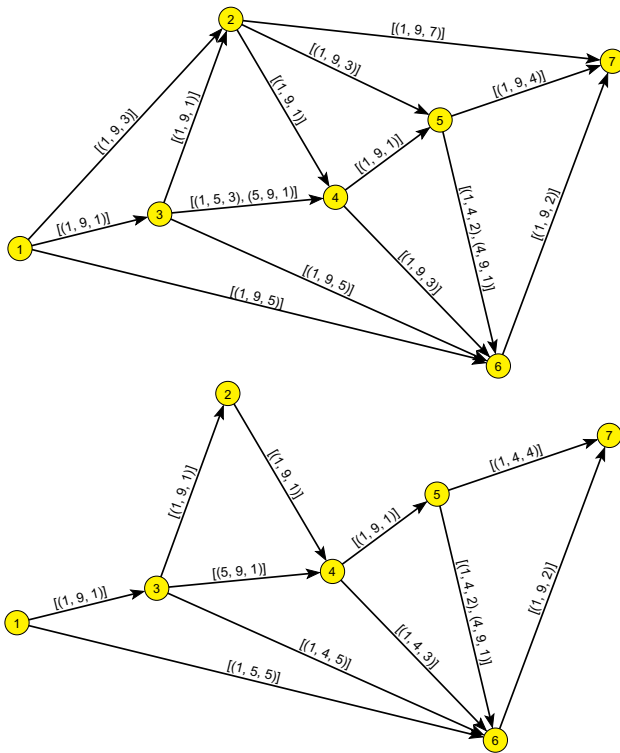 2
[(1, 9, 7)]
7
[(1, 9, 3)]
[(1, 9, 4)]
[(1, 9, 3)]
[(1, 9, 1)]
[(1, 9, 1)]
5
[(1, 9, 1)]
4
[(1, 5, 3), (5, 9, 1)]
3
[(1, 9, 1)]
1
[(1, 4, 2), (4, 9, 1)]
[(1, 9, 2)]
[(1, 9, 3)]
[(1, 9, 5)]
[(1, 9, 5)]
6
2
7
[(1, 4, 4)]
[(1, 9, 1)]
[(1, 9, 1)]
5
[(1, 9, 1)]
4
[(5, 9, 1)]
3
[(1, 9, 1)]
1
[(1, 4, 2), (4, 9, 1)]
[(1, 9, 2)]
[(1, 4, 3)]
[(1, 4, 5)]
[(1, 5, 5)]
6